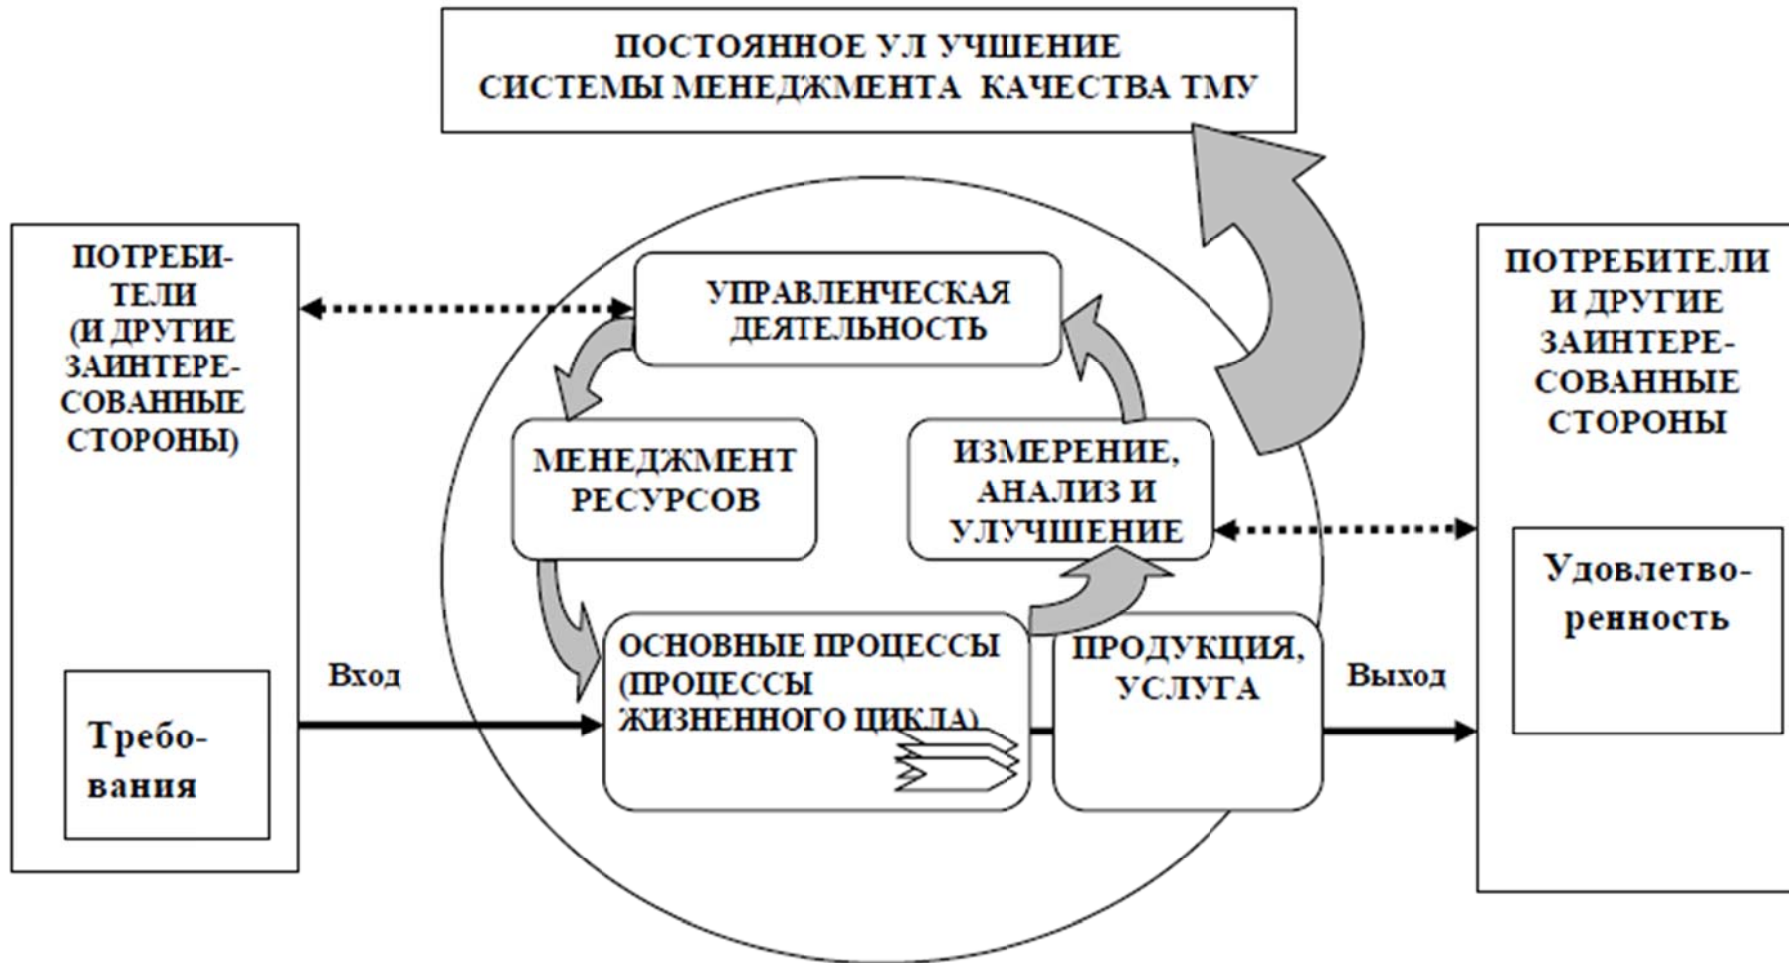 ПОСТОЯННОЕ УЛ УЧШЕНИЕ
СИСТЕМЫ МЕНЕДЖМЕНТА КАЧЕСТВА ТМУ
ПОТРЕБИ-
ТЕЛИ
(И ДРУГИЕ
ЗАИНТЕРЕ-
СОВАННЫЕ
СТОРОНЫ)
Требо-
вания
Вход
УПРАВЛЕНЧЕСКАЯ
ДЕЯТЕЛЬНОСТЬ
МЕНЕДЖМЕНТ
РЕСУРСОВ
ИЗМЕРЕНИЕ,
АНАЛИЗ И
УЛУЧШЕНИЕ
ОСНОВНЫЕ ПРОЦЕССЫ
(ПРОЦЕССЫ
ЖИЗНЕННОГО ЦИКЛА)
ПРОДУКЦИЯ,
УСЛУГА
Выход
ПОТРЕБИТЕЛИ
И ДРУГИЕ
ЗАИНТЕРЕ-
СОВАННЫЕ
СТОРОНЫ
Удовлетво-
ренность